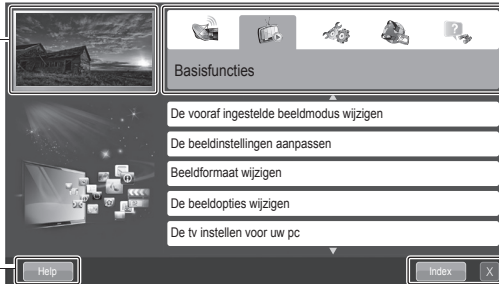 Basisfuncties
De vooraf ingestelde beeldmodus wijzigen
De beeldinstellingen aanpassen
Beeldformaat wijzigen
De beeldopties wijzigen
De tv instellen voor uw pc
Help
Index X